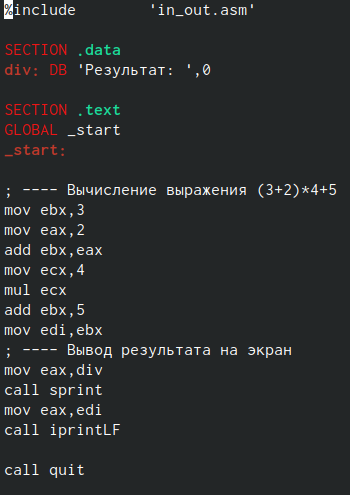 %include 'in_out.asm'
SECTION .data
div: DB 'Результат: ',0
SECTION .text
GLOBAL _start
_start:
; ---- Вычисление выражения (3+2)*4+5
mov ebx,3
mov eax,2
add ebx,eax
mov ecx,4
mul ecx
add ebx,5
mov edi,ebx
; ---- Вывод результата на экран
mov eax,div
call sprint
mov eax,edi
call iprintLF
call quit